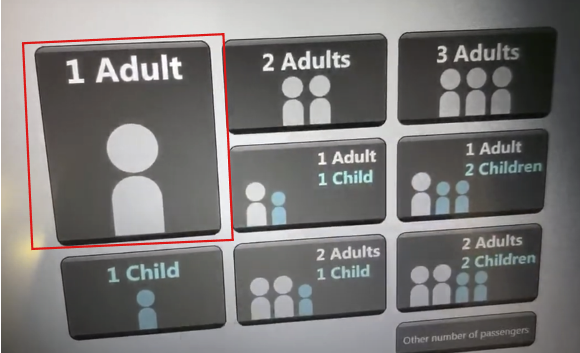 1 Adult
2 Adults
3 Adults
1 Adult
1 Child
1 Adult
2 Children
1 Child
2 Adults
1 Child
2 Adults
2 Children
Other number of passengers